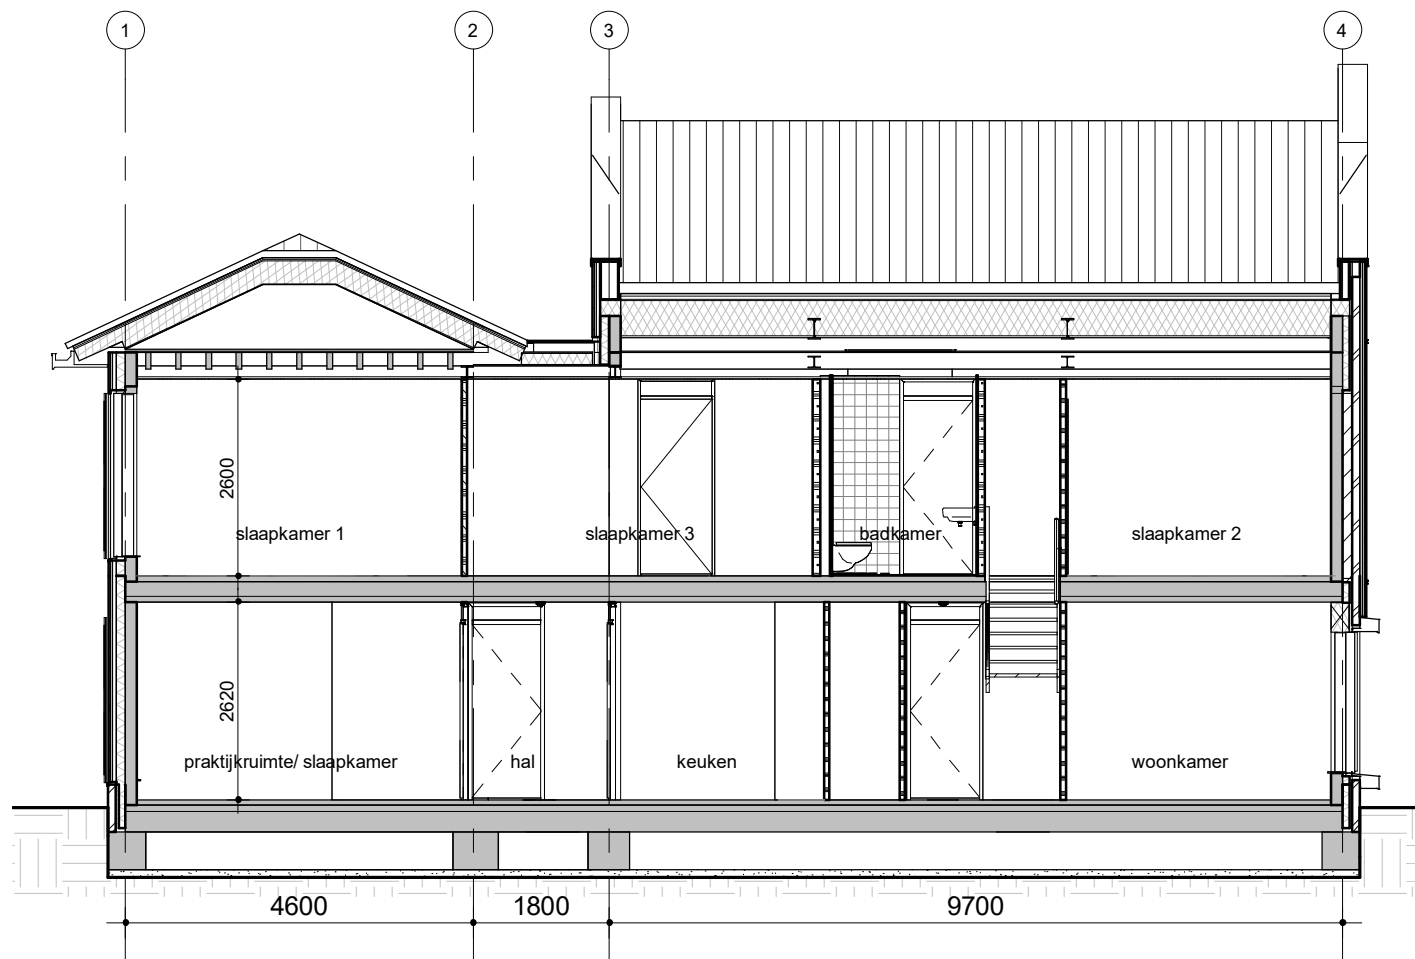 1
2
3
4
2600
slaapkamer 1
slaapkamer 3
badkamer
slaapkamer 2
2620
praktijkruimte/ slaapkamer
hal
keuken
woonkamer
4600
1800
9700